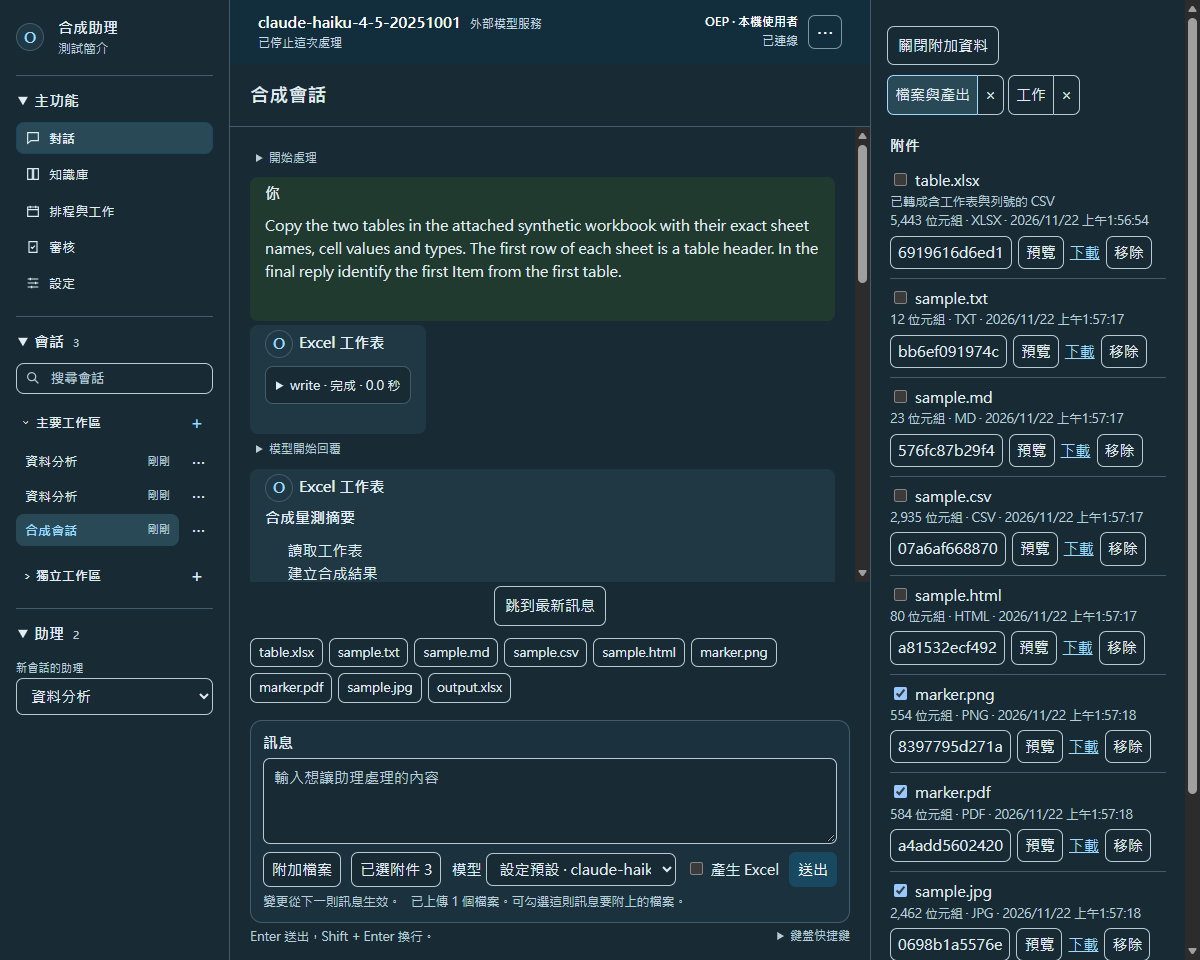 合成助理
測試簡介
▼ 主功能
對話
知識庫
排程與工作
審核
設定
▼ 會話 3
搜尋會話
主要工作區 +
資料分析 剛剛 ...
資料分析 剛剛 ...
合成會話 剛剛 ...
獨立工作區 +
▼ 助理 2
新會話的助理
資料分析
claude-haiku-4-5-20251001 外部模型服務
已停止這次處理
OEP · 本機使用者
已連線
...
合成會話
▶ 開始處理
你
Copy the two tables in the attached synthetic workbook with their exact sheet
names, cell values and types. The first row of each sheet is a table header. In the
final reply identify the first Item from the first table.
O Excel 工作表
▶ write · 完成 · 0.0 秒
▶ 模型開始回覆
O Excel 工作表
合成量測摘要
讀取工作表
建立合成結果
跳到最新訊息
table.xlsx sample.txt sample.md sample.csv sample.html marker.png
marker.pdf sample.jpg output.xlsx
訊息
輸入想讓助理處理的內容
附加檔案 已選附件 3 模型 設定預設 · claude-haik 產生 Excel 送出
變更從下一則訊息生效。 已上傳 1 個檔案。可勾選這則訊息要附上的檔案。
Enter 送出，Shift + Enter 換行。 ▶ 鍵盤快捷鍵
關閉附加資料
檔案與產出 × 工作 ×
附件
table.xlsx
已轉成含工作表與列號的 CSV
5,443 位元組 · XLSX · 2026/11/22 上午1:56:54
6919616d6ed1 預覽 下載 移除
sample.txt
12 位元組 · TXT · 2026/11/22 上午1:57:17
bb6ef091974c 預覽 下載 移除
sample.md
23 位元組 · MD · 2026/11/22 上午1:57:17
576fc87b29f4 預覽 下載 移除
sample.csv
2,935 位元組 · CSV · 2026/11/22 上午1:57:17
07a6af668870 預覽 下載 移除
sample.html
80 位元組 · HTML · 2026/11/22 上午1:57:17
a81532ecf492 預覽 下載 移除
marker.png
554 位元組 · PNG · 2026/11/22 上午1:57:18
8397795d271a 預覽 下載 移除
marker.pdf
584 位元組 · PDF · 2026/11/22 上午1:57:18
a4add5602420 預覽 下載 移除
sample.jpg
2,462 位元組 · JPG · 2026/11/22 上午1:57:18
0698b1a5576e 預覽 下載 移除